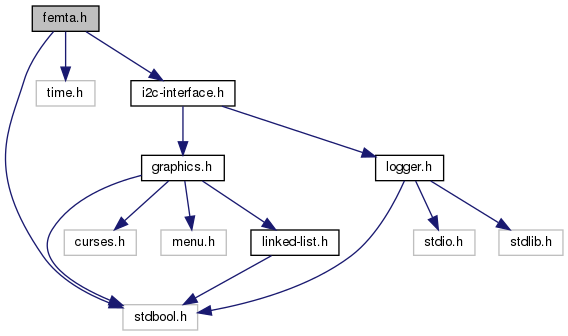 femta.h
time.h
i2c-interface.h
graphics.h
logger.h
curses.h
menu.h
linked-list.h
stdio.h
stdlib.h
stdbool.h